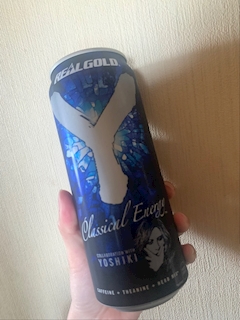 REAL GOLD
Y
Classical Energy
COLLABORATION WITH
YOSHIKI
CAFFEINE + THEANINE + HERB MIX